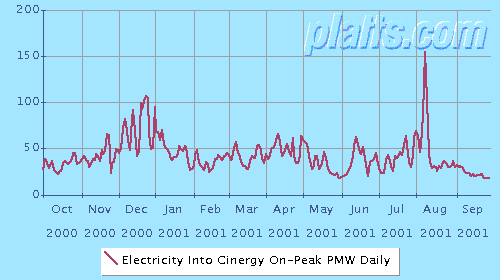 200
platts.com
150
100
50
0
Oct Nov Dec Jan Feb Mar Apr May Jun Jul Aug Sep
2000 2000 2000 2001 2001 2001 2001 2001 2001 2001 2001 2001
Electricity Into Cinergy On-Peak PMW Daily